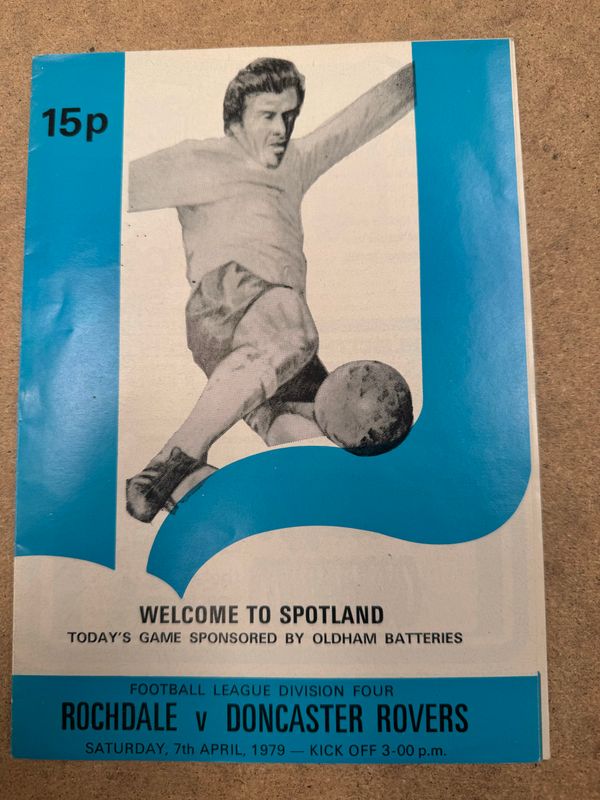 15p
WELCOME TO SPOTLAND
TODAY'S GAME SPONSORED BY OLDHAM BATTERIES
FOOTBALL LEAGUE DIVISION FOUR
ROCHDALE v DONCASTER ROVERS
SATURDAY, 7th APRIL, 1979 — KICK OFF 3-00 p.m.